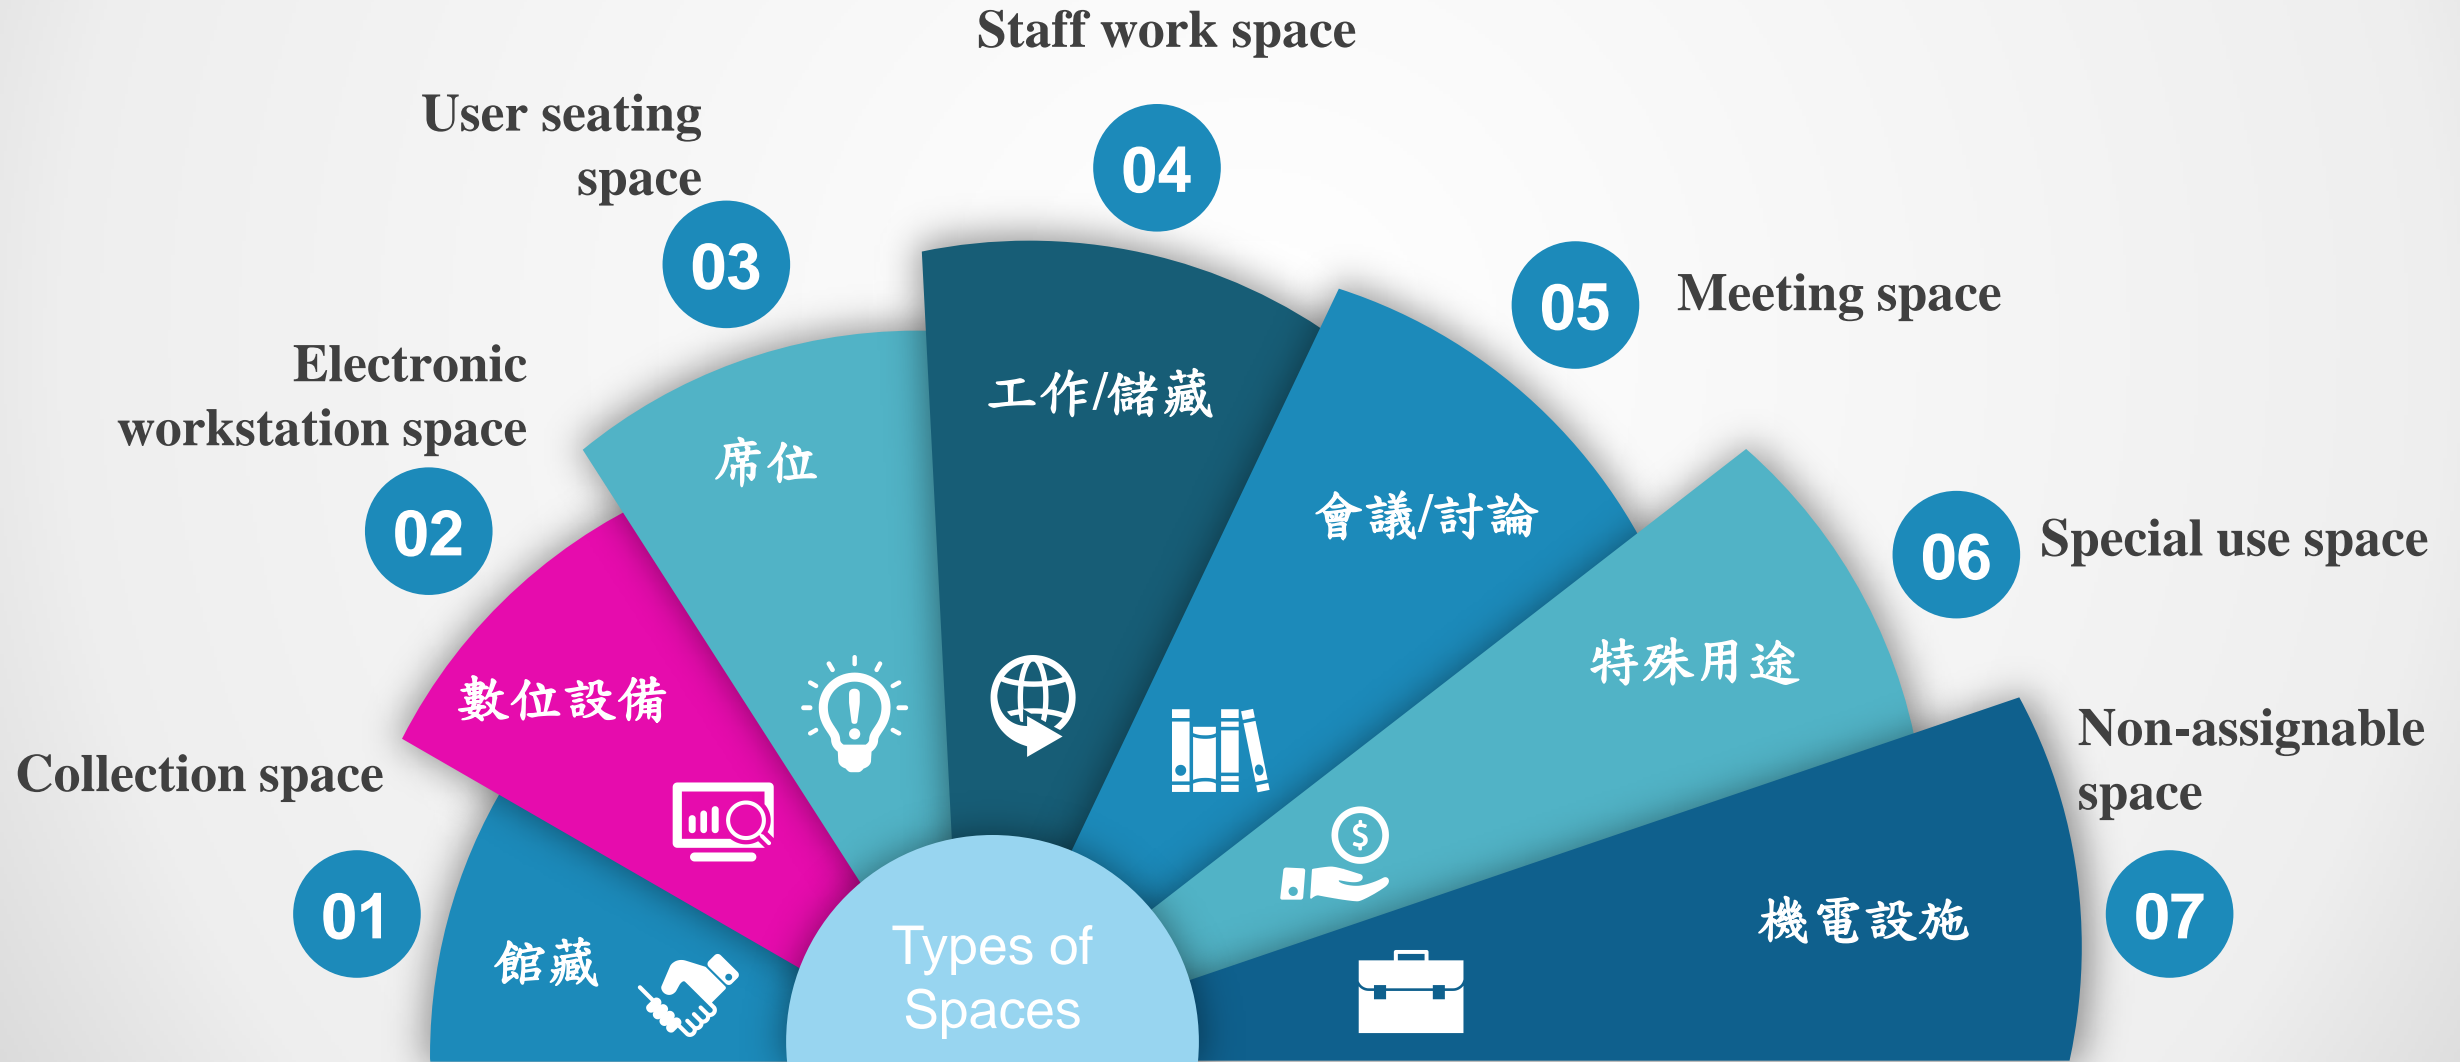 Collection space
01
館藏
Electronic
workstation space
02
數位設備
User seating
space
03
席位
Staff work space
04
工作/儲藏
05
Meeting space
會議/討論
06
Special use space
特殊用途
Non-assignable
space
07
機電設施
Types of
Spaces
$